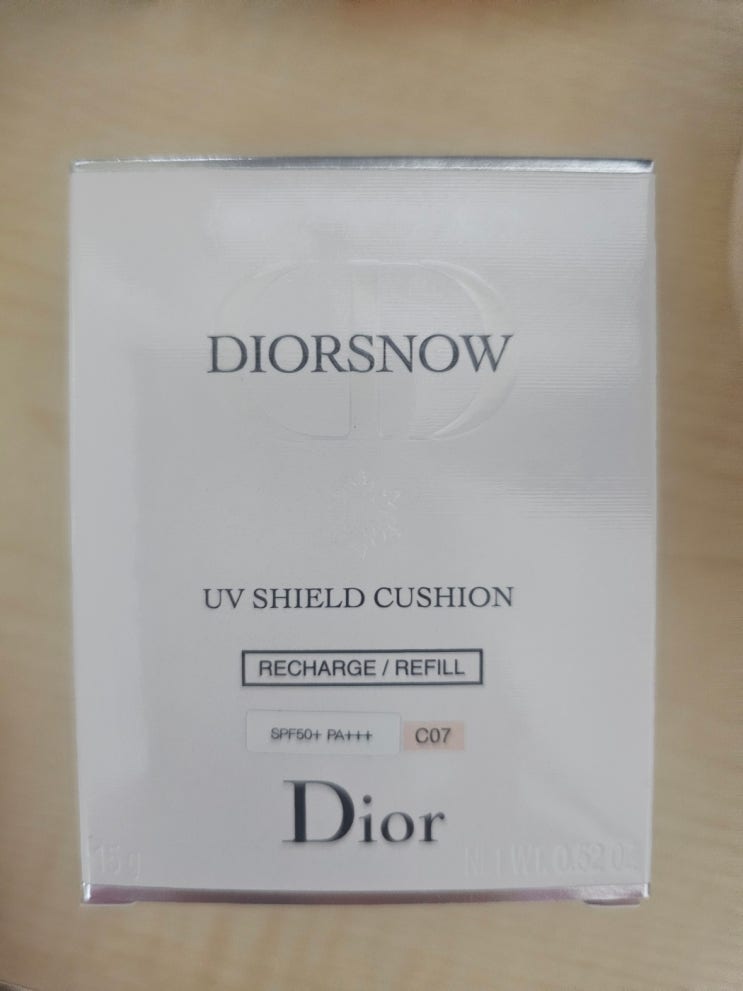 DIORSNOW
UV SHIELD CUSHION
RECHARGE / REFILL
SPF50+ PA+++ C07
Dior
15 g NET WT. 0.52 OZ